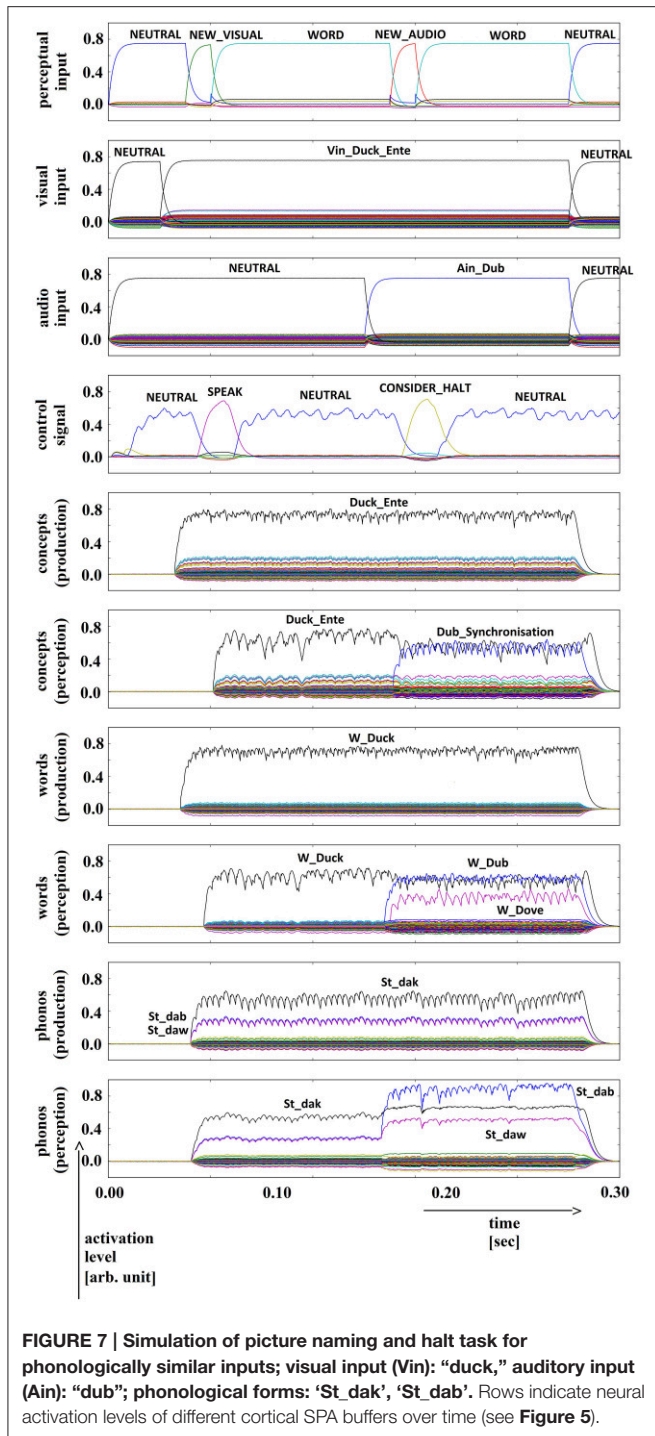 NEUTRAL NEW_VISUAL WORD NEW_AUDIO WORD NEUTRAL
perceptual
input
0.8
0.4
0.0
NEUTRAL Vin_Duck_Ente NEUTRAL
visual
input
0.8
0.4
0.0
NEUTRAL Ain_Dub NEUTRAL
audio
input
0.8
0.4
0.0
NEUTRAL SPEAK NEUTRAL CONSIDER_HALT NEUTRAL
control
signal
0.8
0.4
0.0
Duck_Ente
concepts
(production)
0.8
0.4
0.0
Duck_Ente Dub_Synchronisation
concepts
(perception)
0.8
0.4
0.0
W_Duck
words
(production)
0.8
0.4
0.0
W_Duck W_Dub
W_Dove
words
(perception)
0.8
0.4
0.0
St_dak
St_dab
St_daw
phonos
(production)
0.8
0.4
0.0
St_dak St_dab
St_daw
phonos
(perception)
0.8
0.4
0.0
0.00 0.10 0.20 0.30
activation
level
[arb. unit]
time
[sec]
FIGURE 7 | Simulation of picture naming and halt task for
phonologically similar inputs; visual input (Vin): “duck,” auditory input
(Ain): “dub”; phonological forms: ‘St_dak’, ‘St_dab’. Rows indicate neural
activation levels of different cortical SPA buffers over time (see Figure 5).